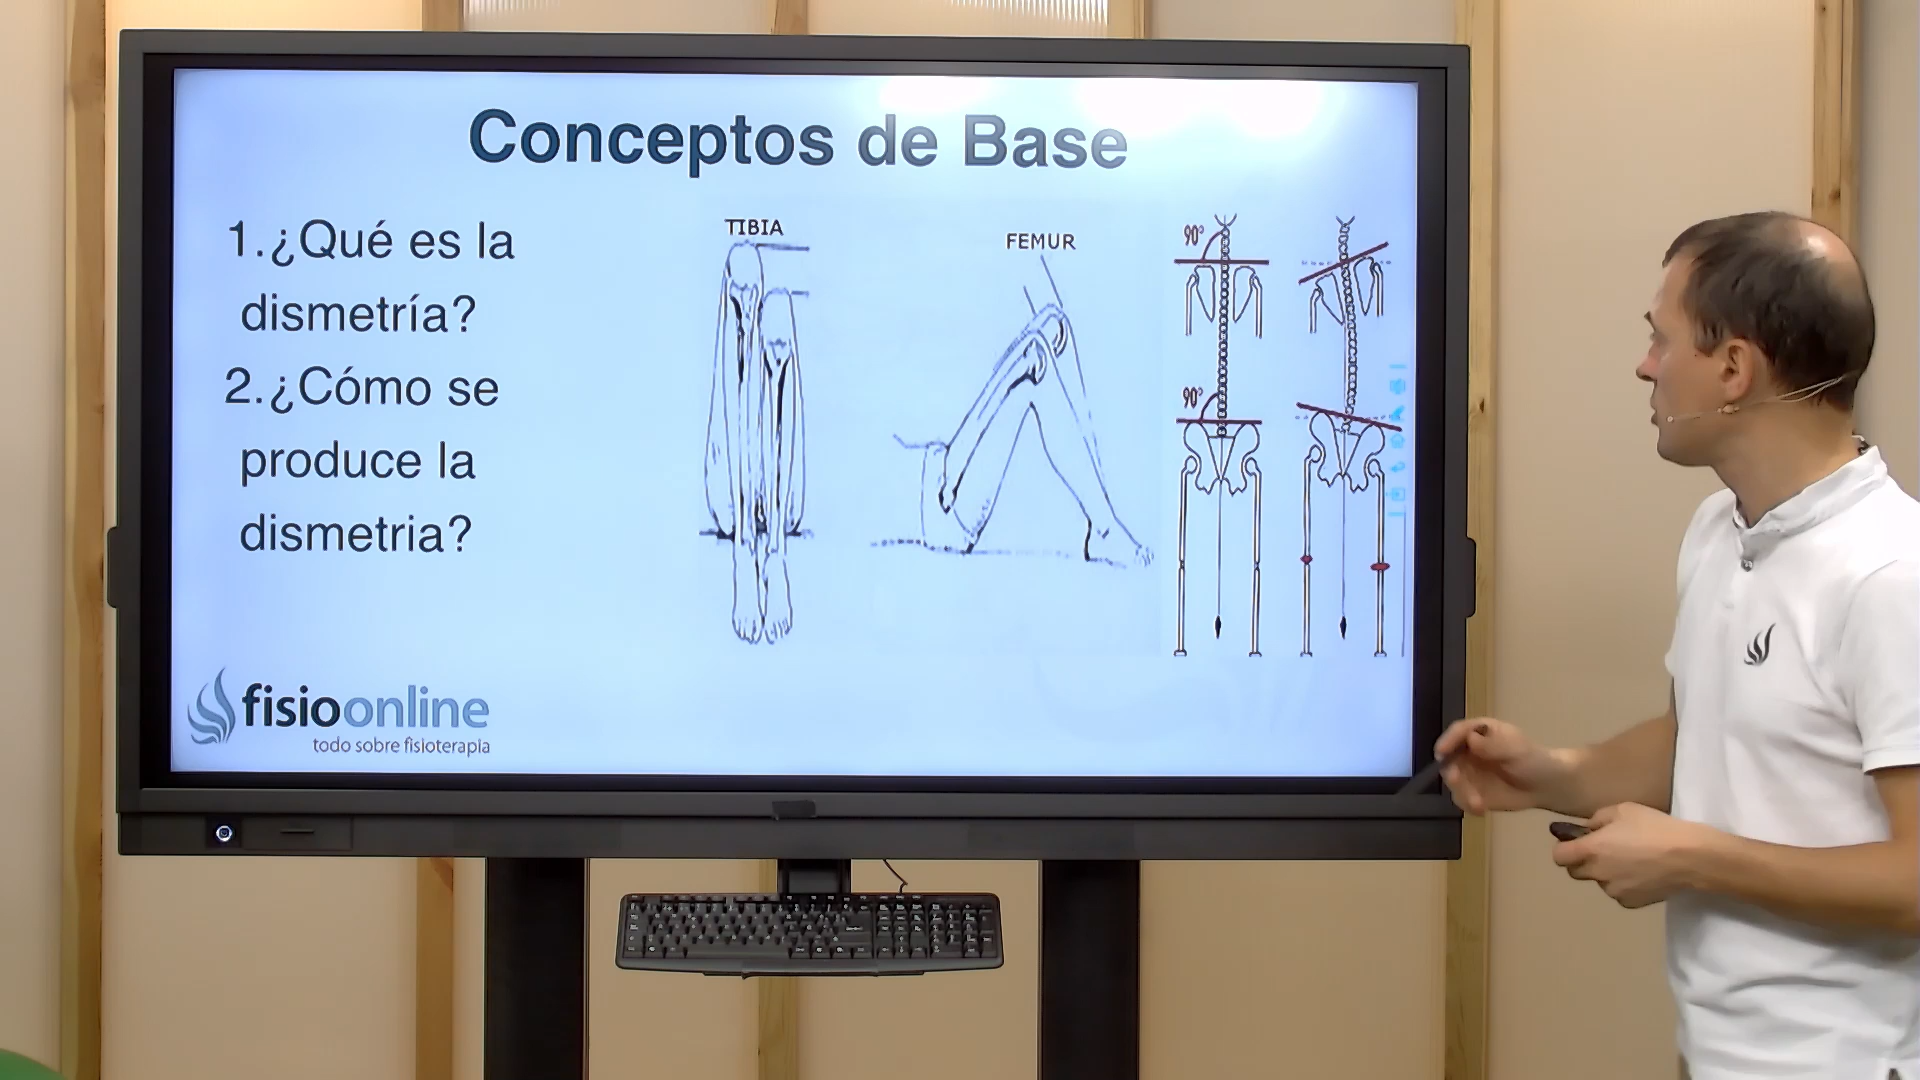 Conceptos de Base
1.¿Qué es la
dismetría?
2.¿Cómo se
produce la
dismetria?
TIBIA
FEMUR
90°
90°
fisioonline
todo sobre fisioterapia